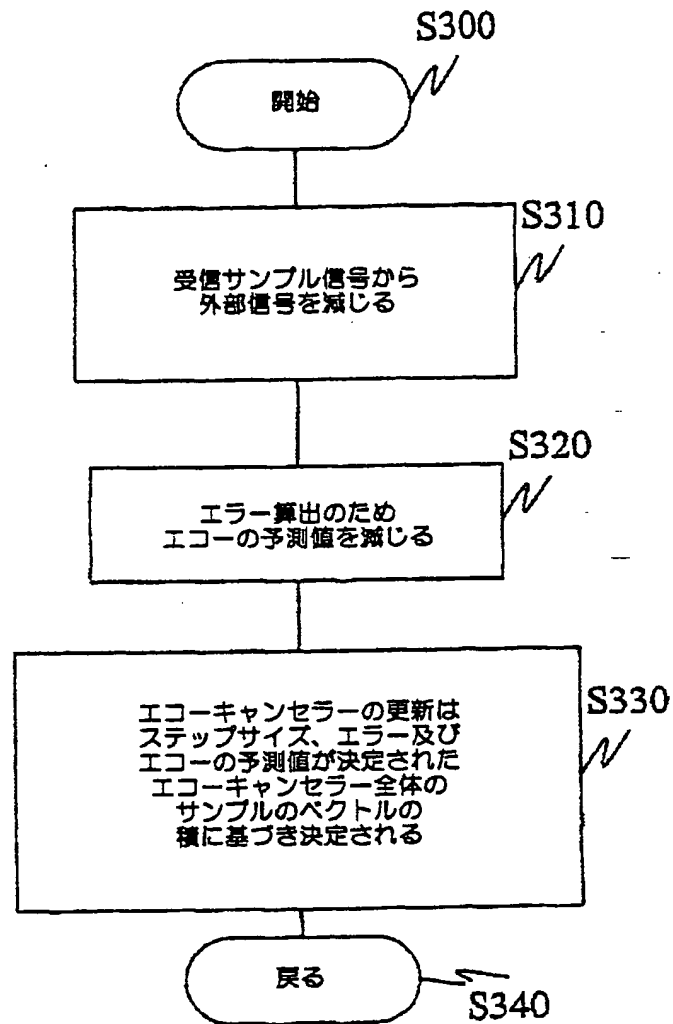 S300
開始
S310
受信サンプル信号から
外部信号を減じる
S320
エラー算出のため
エコーの予測値を減じる
S330
エコーキャンセラーの更新は
ステップサイズ、エラー及び
エコーの予測値が決定された
エコーキャンセラー全体の
サンプルのベクトルの
積に基づき決定される
戻る
S340